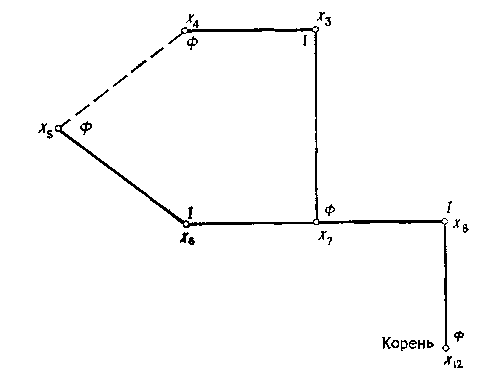 x₄ x₃
Ф I
x₅ Ф
I Ф I
x₆ x₇ x₈
Корень Ф
x₁₂